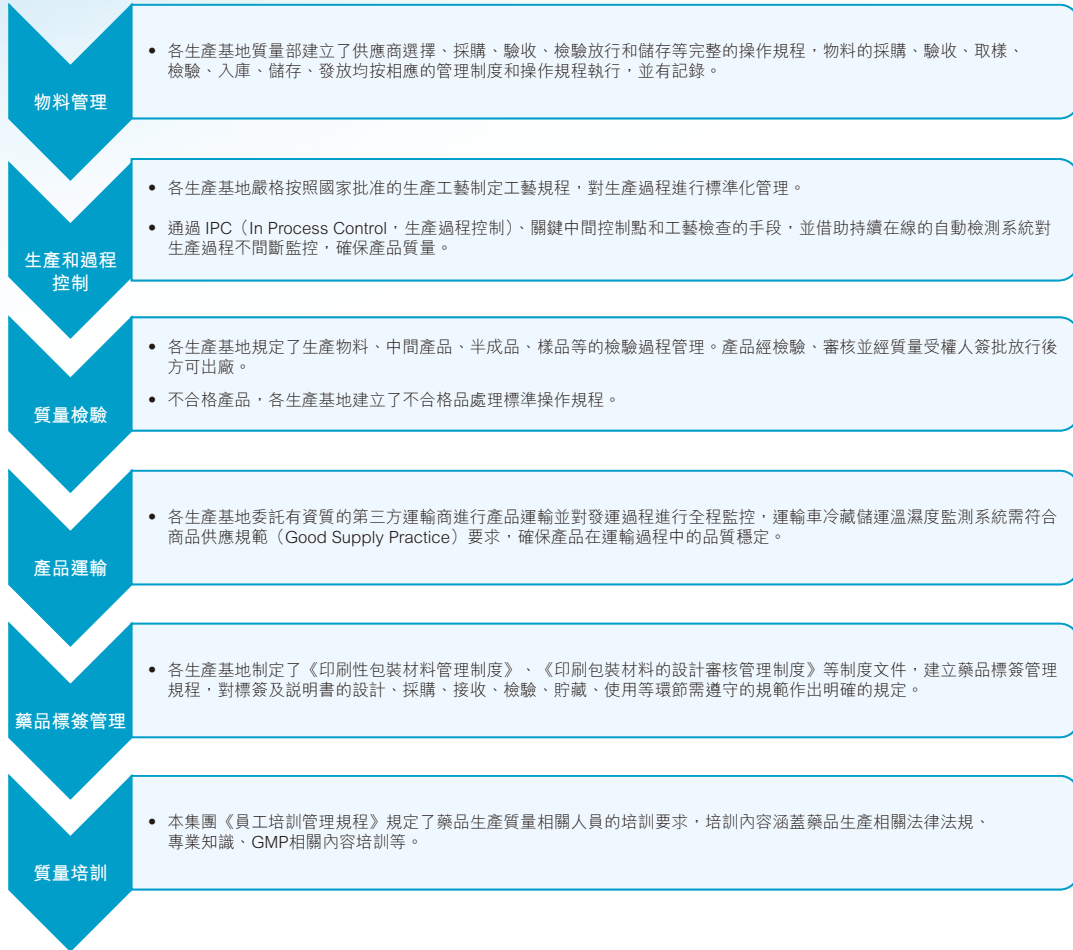 物料管理
• 各生產基地質量部建立了供應商選擇、採購、驗收、檢驗放行和儲存等完整的操作規程，物料的採購、驗收、取樣、
檢驗、入庫、儲存、發放均按相應的管理制度和操作規程執行，並有記錄。
生產和過程
控制
• 各生產基地嚴格按照國家批准的生產工藝制定工藝規程，對生產過程進行標準化管理。
• 通過 IPC（In Process Control，生產過程控制）、關鍵中間控制點和工藝檢查的手段，並借助持續在線的自動檢測系統對
生產過程不間斷監控，確保產品質量。
質量檢驗
• 各生產基地規定了生產物料、中間產品、半成品、樣品等的檢驗過程管理。產品經檢驗、審核並經質量受權人簽批放行後
方可出廠。
• 不合格產品，各生產基地建立了不合格品處理標準操作規程。
產品運輸
• 各生產基地委託有資質的第三方運輸商進行產品運輸並對發運過程進行全程監控，運輸車冷藏儲運溫濕度監測系統需符合
商品供應規範（Good Supply Practice）要求，確保產品在運輸過程中的品質穩定。
藥品標簽管理
• 各生產基地制定了《印刷性包裝材料管理制度》、《印刷包裝材料的設計審核管理制度》等制度文件，建立藥品標簽管理
規程，對標簽及說明書的設計、採購、接收、檢驗、貯藏、使用等環節需遵守的規範作出明確的規定。
質量培訓
• 本集團《員工培訓管理規程》規定了藥品生產質量相關人員的培訓要求，培訓內容涵蓋藥品生產相關法律法規、
專業知識、GMP相關內容培訓等。